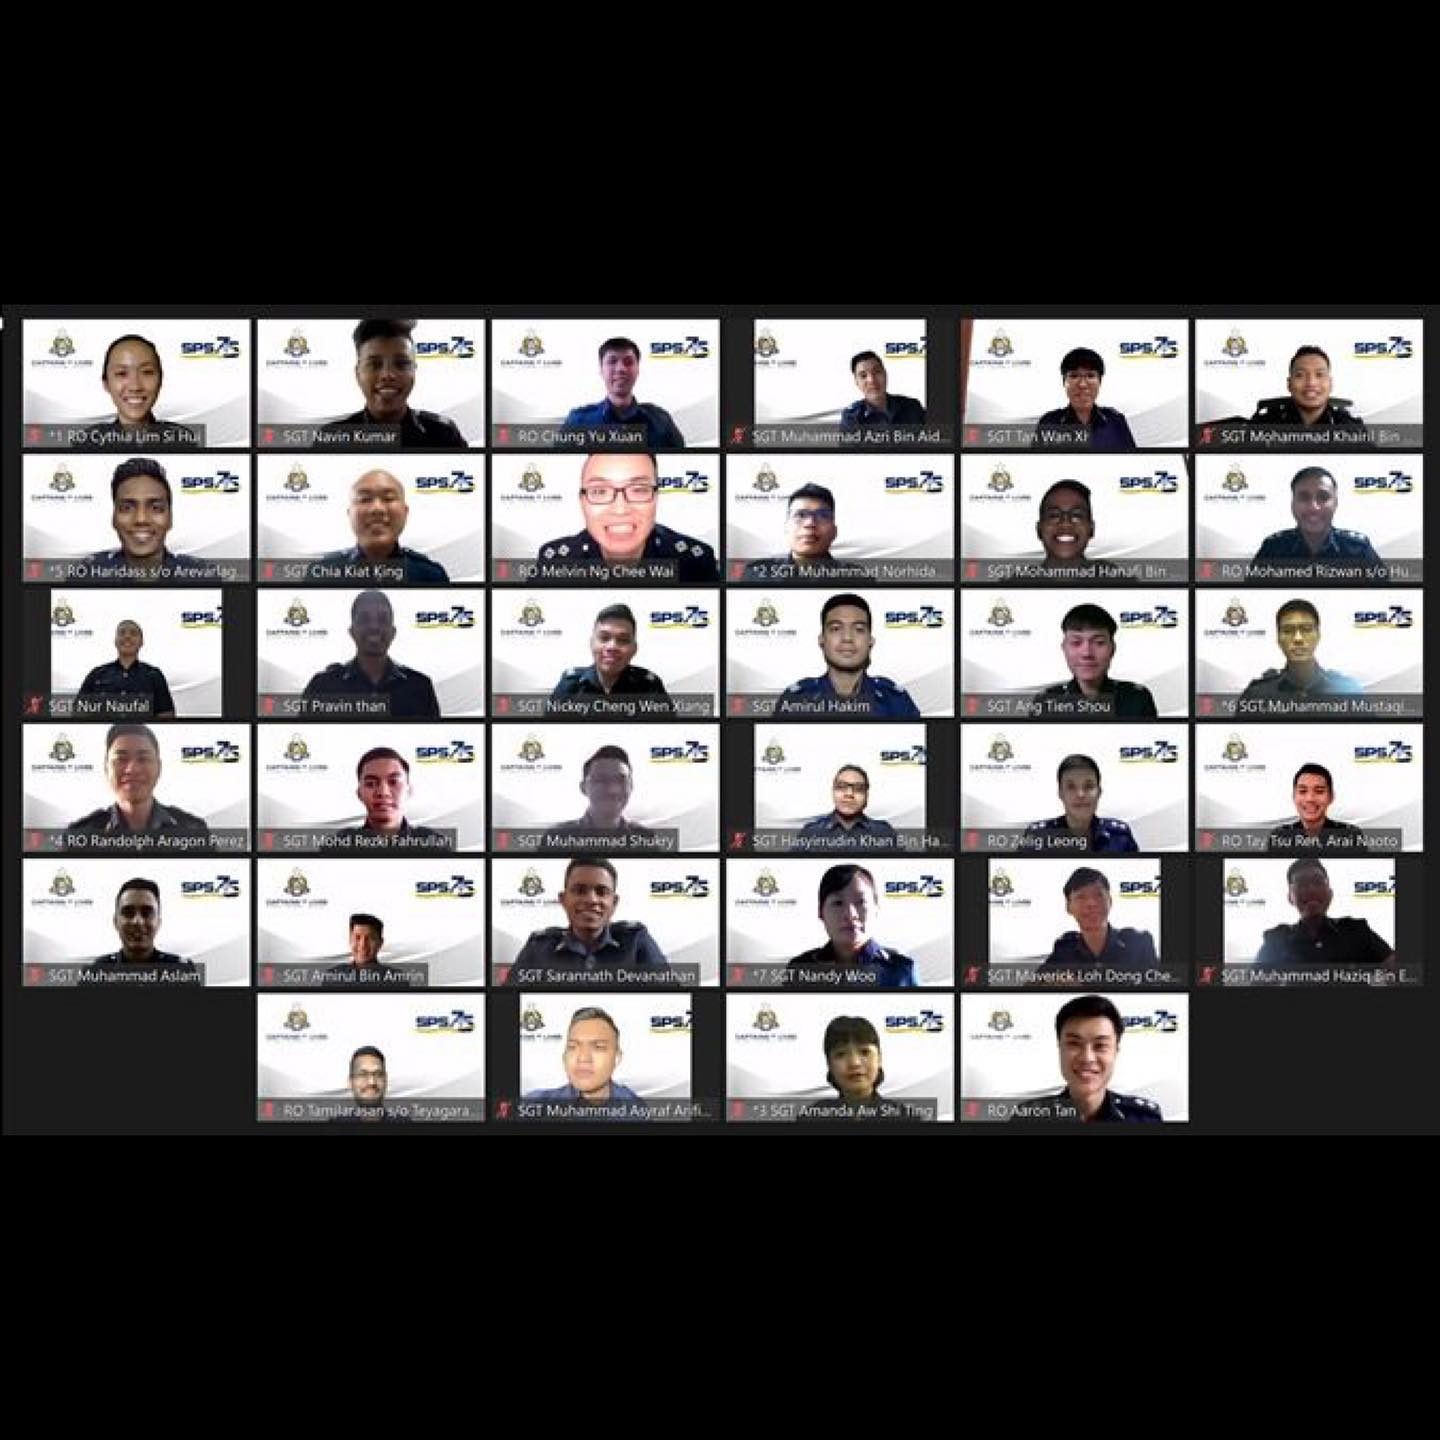 SPS.75
CAPTAINS OF LIVES
*1 RO Cythia Lim Si Hui
SGT Navin Kumar
RO Chung Yu Xuan
SGT Muhammad Azri Bin Aid...
SGT Tan Wan Xi
SGT Mohammad Khairil Bin ...
*5 RO Haridass s/o Arevarlag
SGT Chia Kiat King
RO Melvin Ng Chee Wai
*2 SGT Muhammad Norhida
SGT Mohammad Hanafi Bin
RO Mohamed Rizwan s/o Hu...
SGT Nur Naufal
SGT Pravin than
SGT Nickey Cheng Wen Xiang
SGT Amirul Hakim
SGT Ang Tien Shou
*6 SGT Muhammad Mustaqi...
*4 RO Randolph Aragon Perez
SGT Mohd Rezki Fahrullah
SGT Muhammad Shukry
SGT Hasyirrudin Khan Bin Ha...
RO Zelig Leong
RO Tay Tsu Ren, Arai Naoto
SGT Muhammad Aslam
SGT Amirul Bin Amrin
SGT Sarannath Devanathan
*7 SGT Nandy Woo
SGT Maverick Loh Dong Che...
SGT Muhammad Haziq Bin E...
RO Tamilarasan s/o Teyagara...
SGT Muhammad Asyraf Arifi...
*3 SGT Amanda Aw Shi Ting
RO Aaron Tan